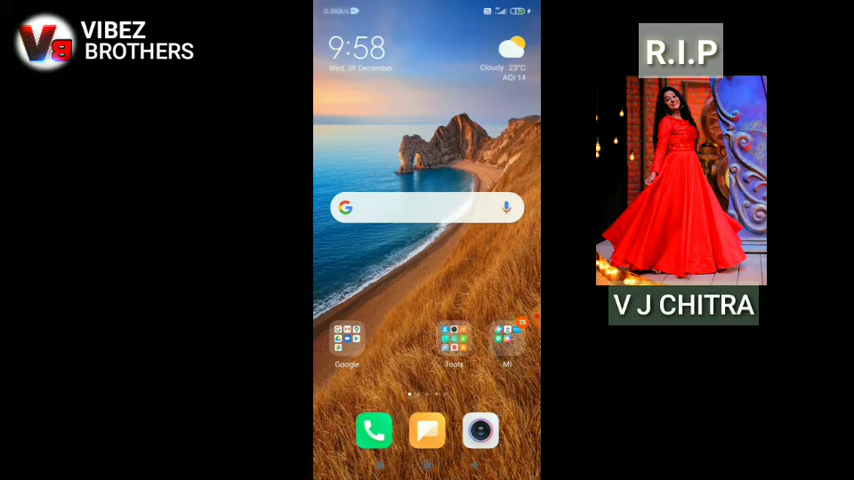 VIBEZ
BROTHERS
9:58
Wed, 09 December
Cloudy 23°C
AQI 14
Google
Tools
MI
R.I.P
V J CHITRA